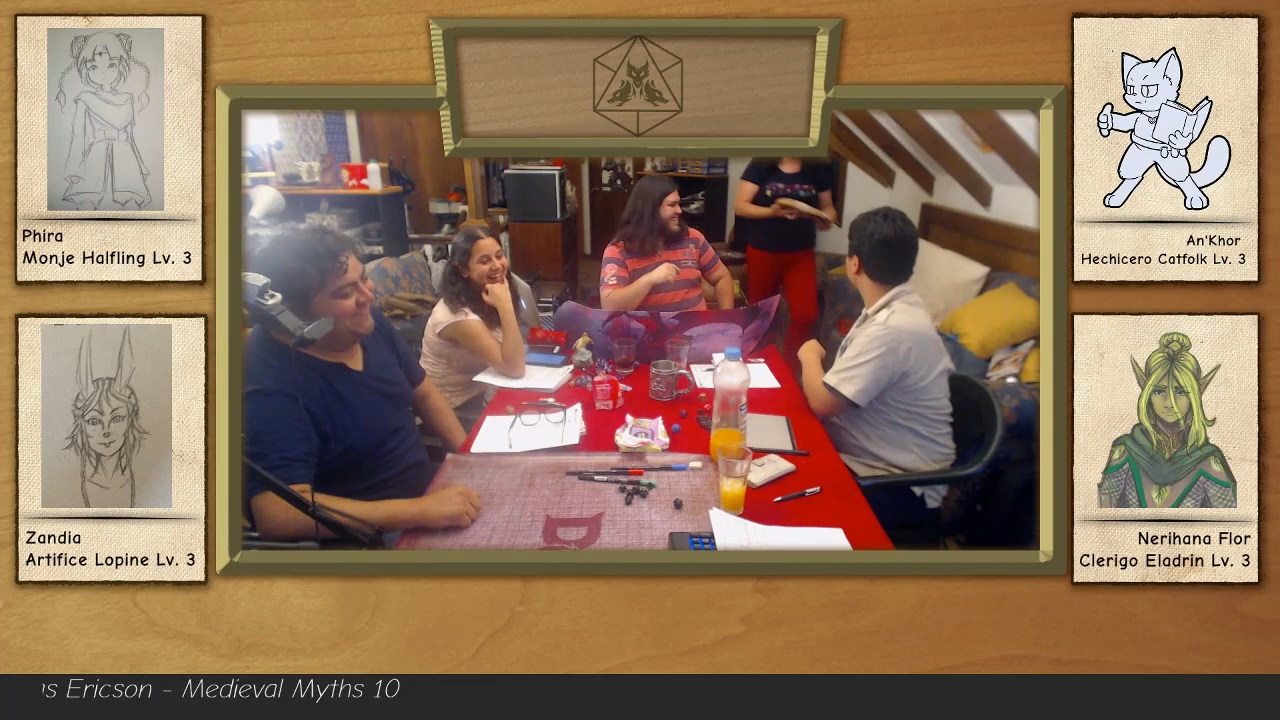 Phira
Monje Halfling Lv. 3
Zandia
Artifice Lopine Lv. 3
An'Khor
Hechicero Catfolk Lv. 3
Nerihana Flor
Clerigo Eladrin Lv. 3
Ericson - Medieval Myths 10